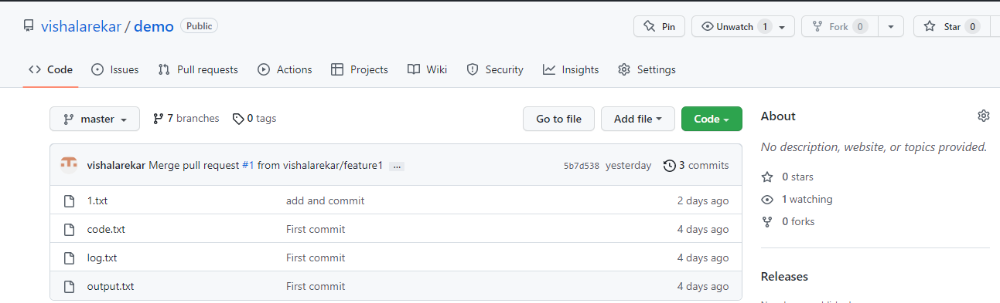 vishalarekar / demo Public Pin Unwatch 1 Fork 0 Star 0
Code Issues Pull requests Actions Projects Wiki Security Insights Settings
master 7 branches 0 tags Go to file Add file Code
vishalarekar Merge pull request #1 from vishalarekar/feature1 ... 5b7d538 yesterday 3 commits
1.txt add and commit 2 days ago
code.txt First commit 4 days ago
log.txt First commit 4 days ago
output.txt First commit 4 days ago
About
No description, website, or topics provided.
0 stars
1 watching
0 forks
Releases